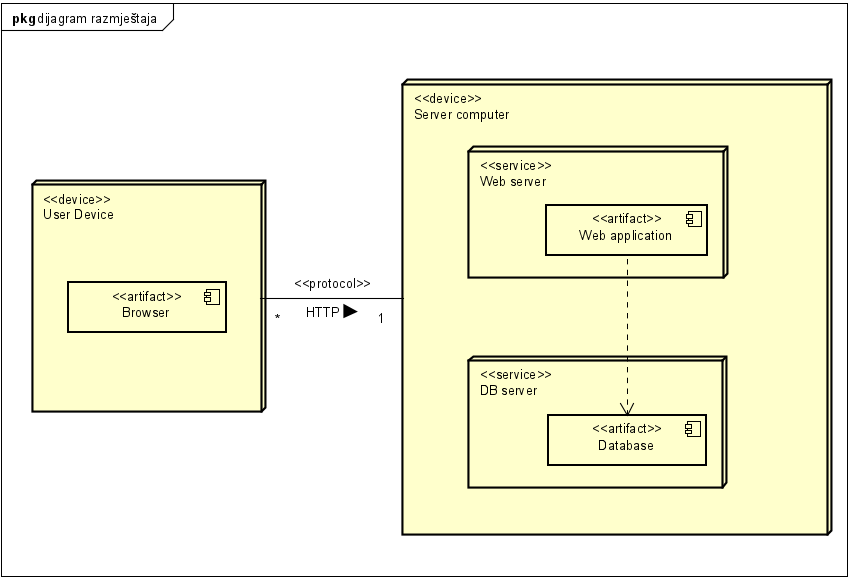 pkg dijagram razmještaja
<<device>>
User Device
<<artifact>>
Browser
<<protocol>>
HTTP
*
1
<<device>>
Server computer
<<service>>
Web server
<<artifact>>
Web application
<<service>>
DB server
<<artifact>>
Database